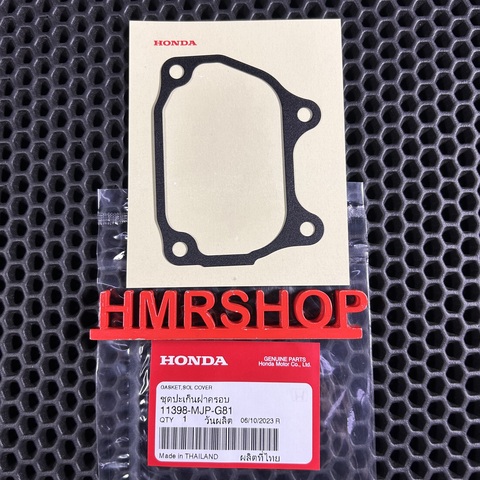 HONDA
HMRSHOP
HONDA
GENUINE PARTS
Honda Motor Co., Ltd.
GASKET,SOL COVER
ชุดปะเก็นฝาครอบ
11398-MJP-G81
QTY 1 วันผลิต 06/10/2023 R
Made in THAILAND ผลิตที่ไทย